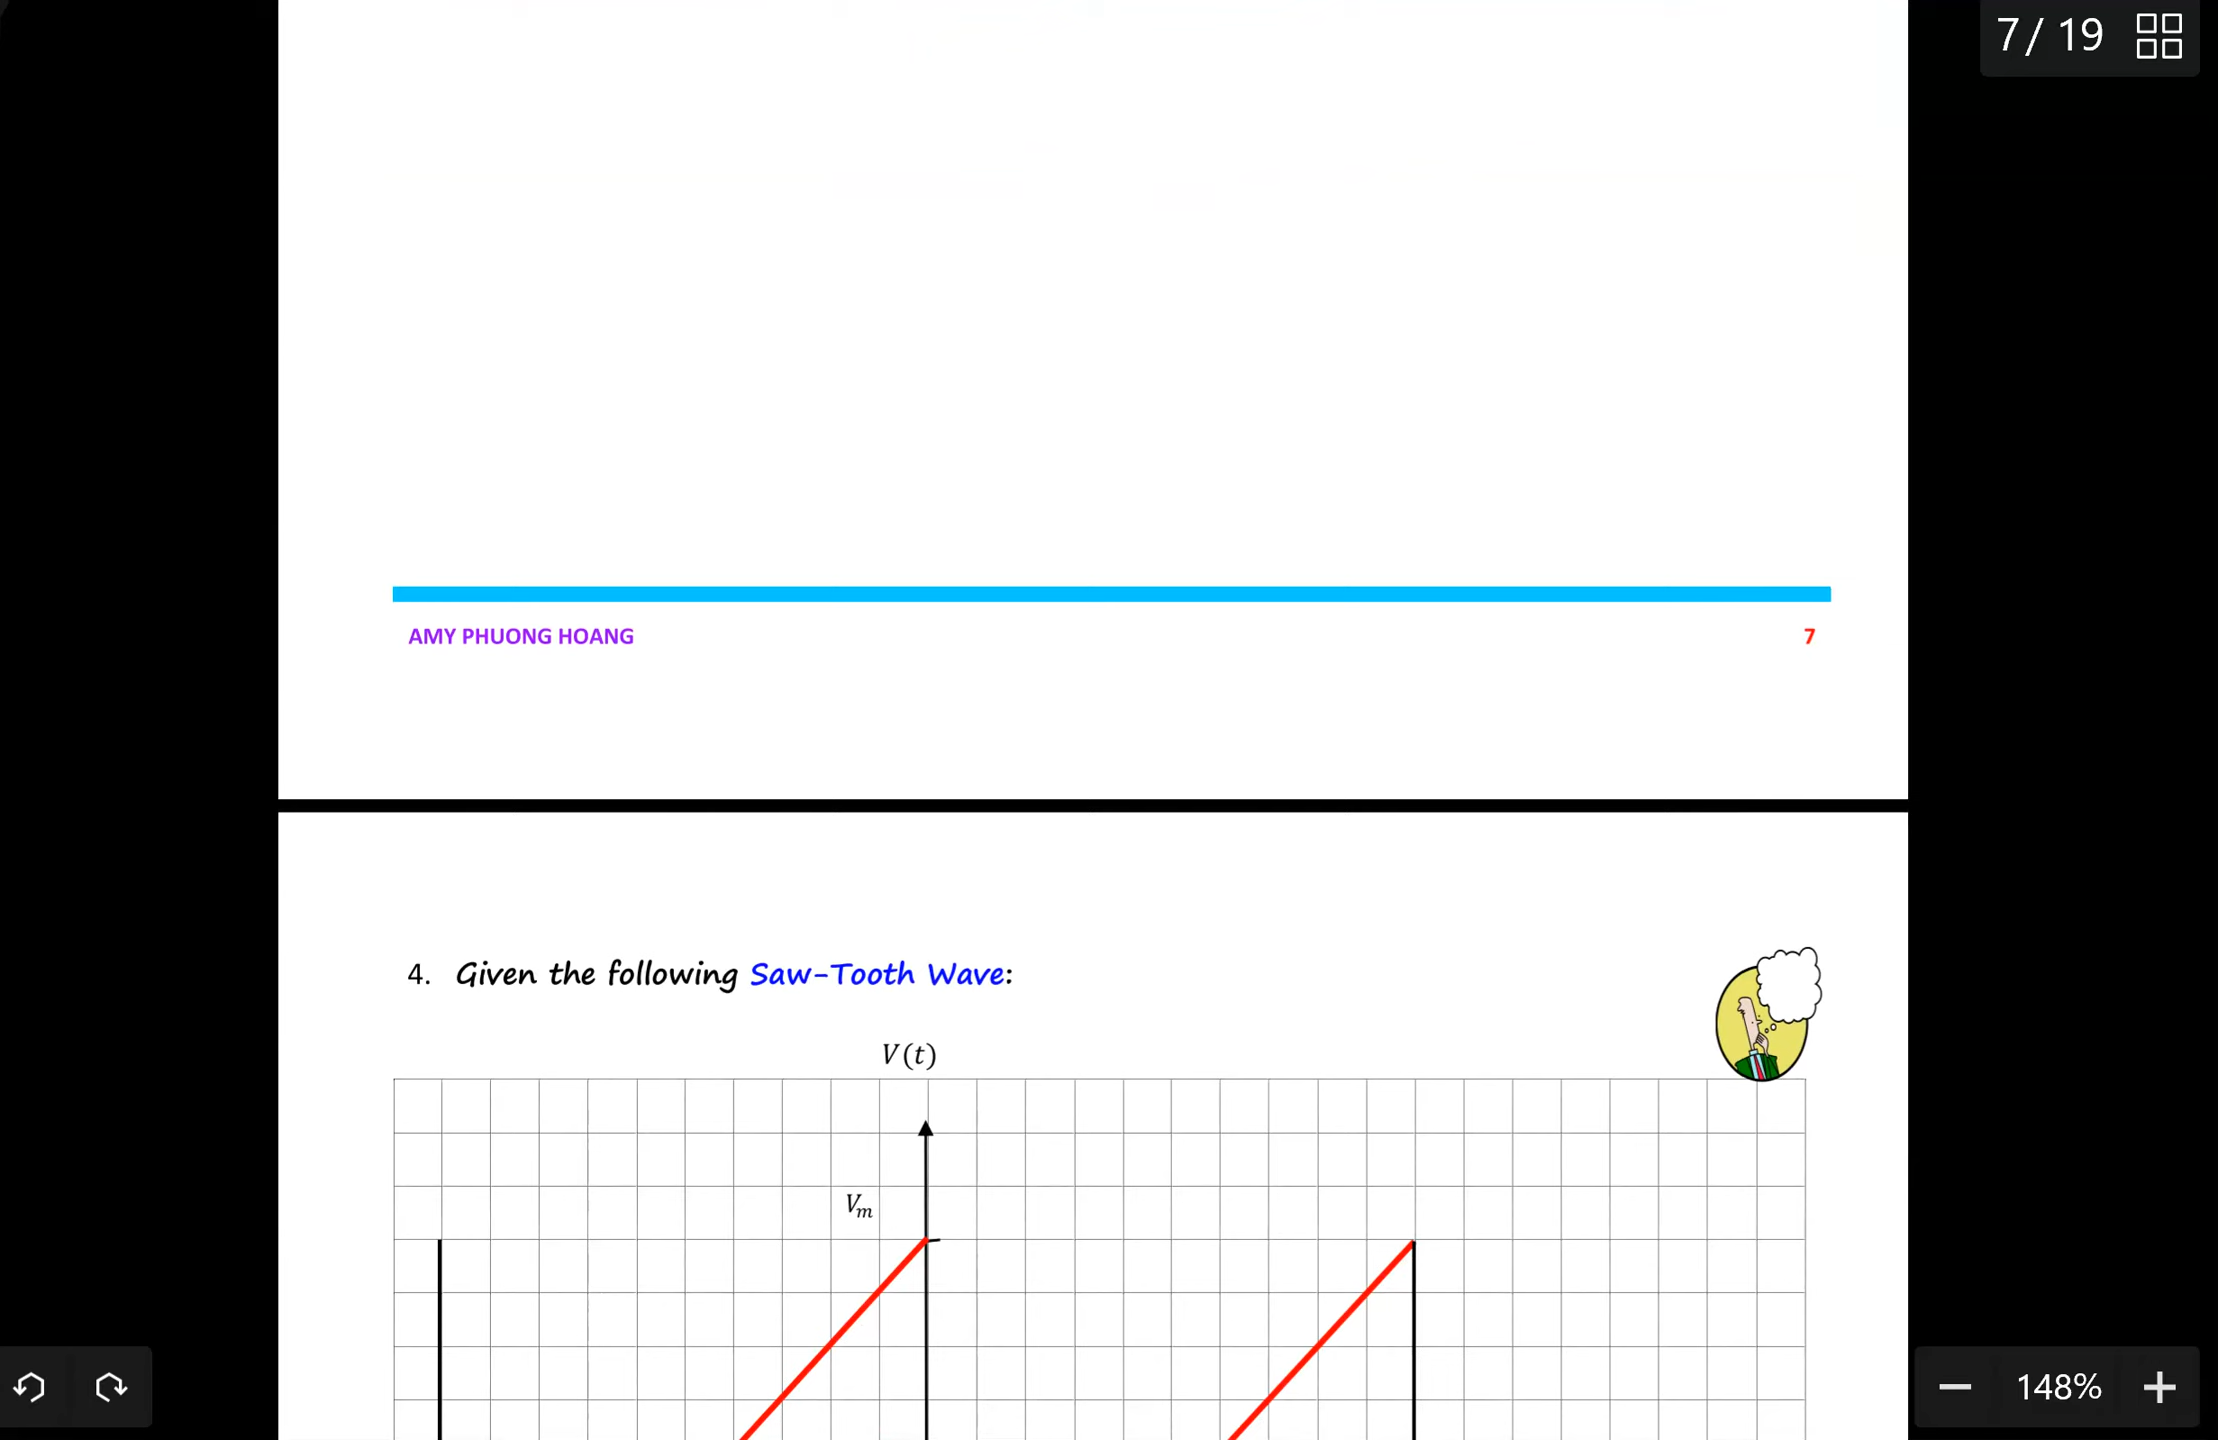 7/ 19
AMY PHUONG HOANG 7
4. Given the following Saw-Tooth Wave:
V(t)
Vm
148%